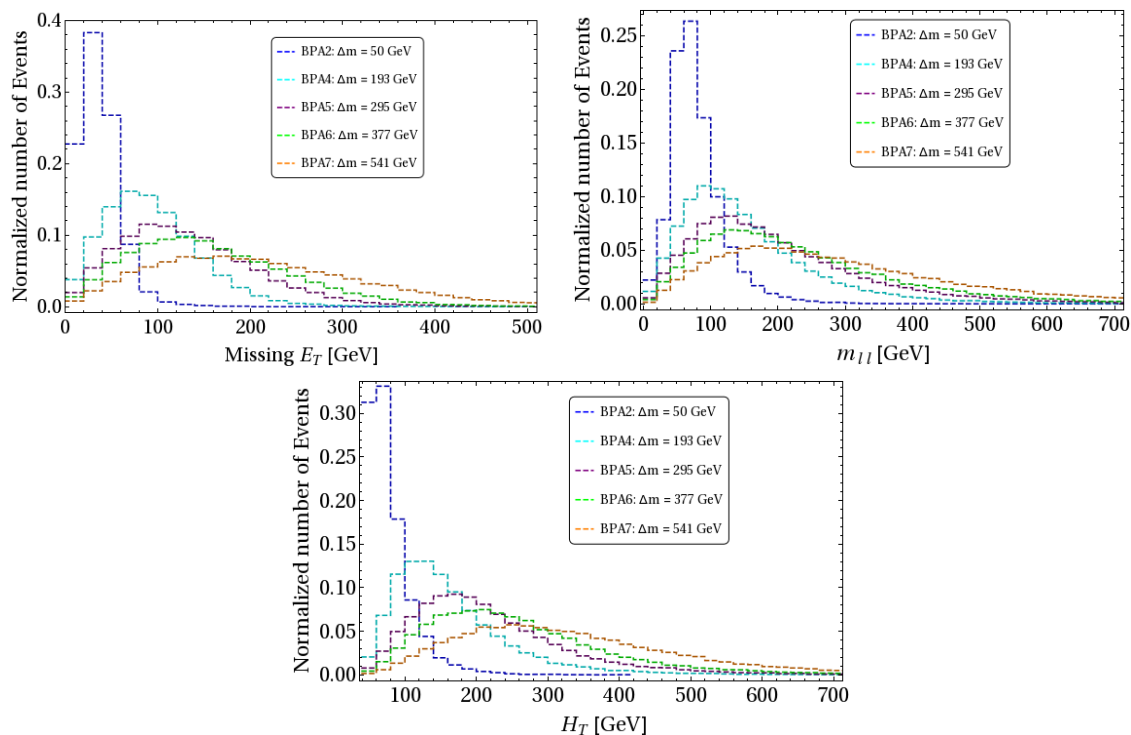 Normalized number of Events
0.4
0.3
0.2
0.1
0.0
BPA2: Δm = 50 GeV
BPA4: Δm = 193 GeV
BPA5: Δm = 295 GeV
BPA6: Δm = 377 GeV
BPA7: Δm = 541 GeV
0 100 200 300 400 500
Missing E_T [GeV]
Normalized number of Events
0.25
0.20
0.15
0.10
0.05
0.00
BPA2: Δm = 50 GeV
BPA4: Δm = 193 GeV
BPA5: Δm = 295 GeV
BPA6: Δm = 377 GeV
BPA7: Δm = 541 GeV
0 100 200 300 400 500 600 700
m_{ll} [GeV]
Normalized number of Events
0.30
0.25
0.20
0.15
0.10
0.05
0.00
BPA2: Δm = 50 GeV
BPA4: Δm = 193 GeV
BPA5: Δm = 295 GeV
BPA6: Δm = 377 GeV
BPA7: Δm = 541 GeV
100 200 300 400 500 600 700
H_T [GeV]